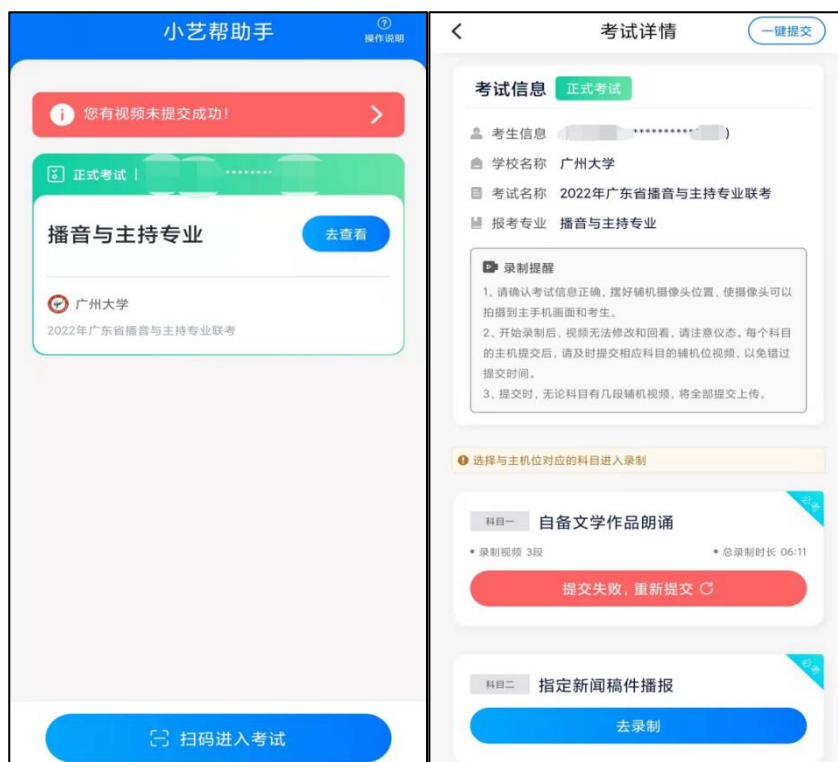 小艺帮助手
操作说明
您有视频未提交成功！
正式考试
********
播音与主持专业
去查看
广州大学
2022年广东省播音与主持专业联考
扫码进入考试
考试详情
一键提交
考试信息 正式考试
考生信息 **********)
学校名称 广州大学
考试名称 2022年广东省播音与主持专业联考
报考专业 播音与主持专业
录制提醒
1、请确认考试信息正确，摆好辅机摄像头位置，使摄像头可以
拍摄到主手机画面和考生。
2、开始录制后，视频无法修改和回看，请注意仪态。每个科目
的主机提交后，请及时提交相应科目的辅机位视频，以免错过
提交时间。
3、提交时，无论科目有几段辅机视频，将全部提交上传。
选择与主机位对应的科目进入录制
必考
科目一 自备文学作品朗诵
• 录制视频 3段 • 总录制时长 06:11
提交失败，重新提交
必考
科目二 指定新闻稿件播报
去录制